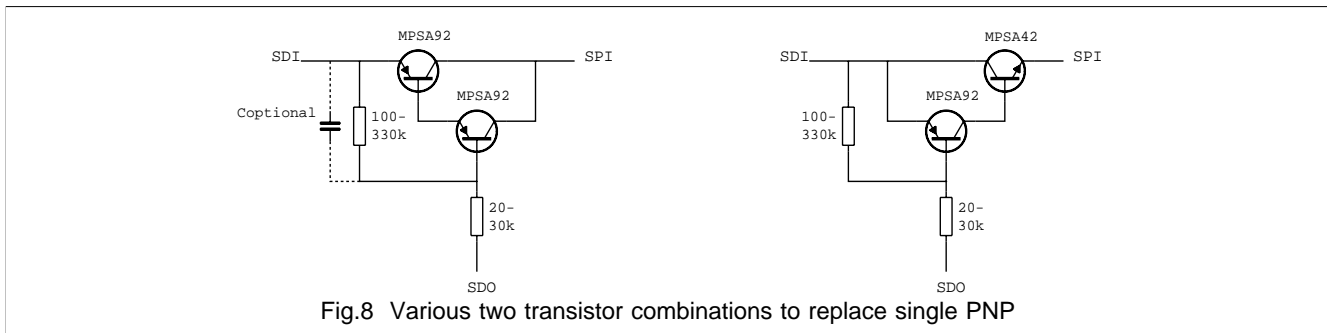 MPSA92
SDI
SPI
MPSA92
Coptional
100-
330k
20-
30k
SDO
MPSA42
SDI
SPI
MPSA92
100-
330k
20-
30k
SDO
Fig.8 Various two transistor combinations to replace single PNP